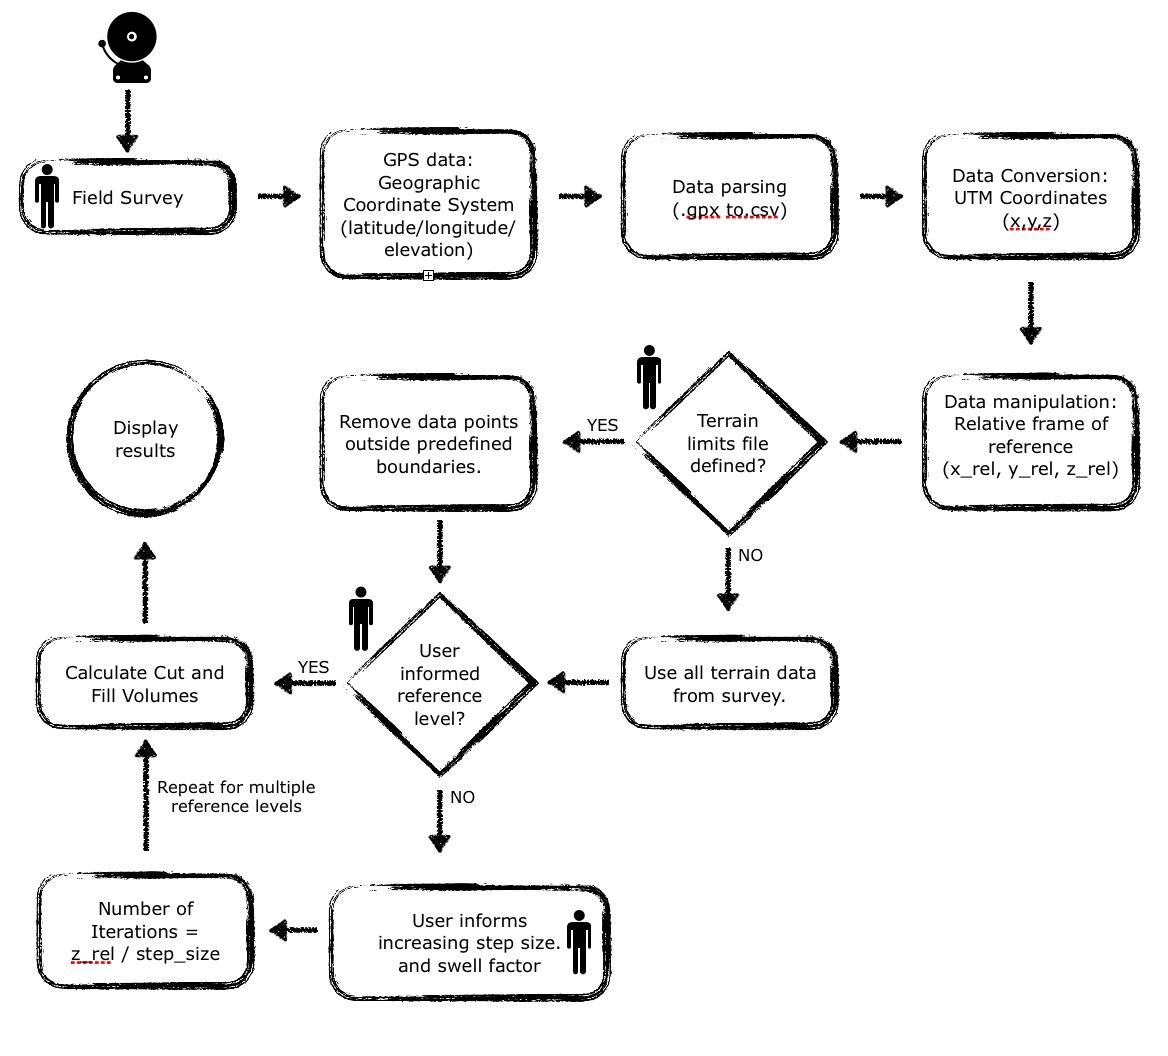 Field Survey
GPS data:
Geographic
Coordinate System
(latitude/longitude/
elevation)
Data parsing
(.gpx to.csv)
Data Conversion:
UTM Coordinates
(x,y,z)
Data manipulation:
Relative frame of
reference
(x_rel, y_rel, z_rel)
Terrain
limits file
defined?
YES
Remove data points
outside predefined
boundaries.
NO
Use all terrain data
from survey.
User
informed
reference
level?
YES
Calculate Cut and
Fill Volumes
Display
results
NO
User informs
increasing step size.
and swell factor
Number of
Iterations =
z_rel / step_size
Repeat for multiple
reference levels